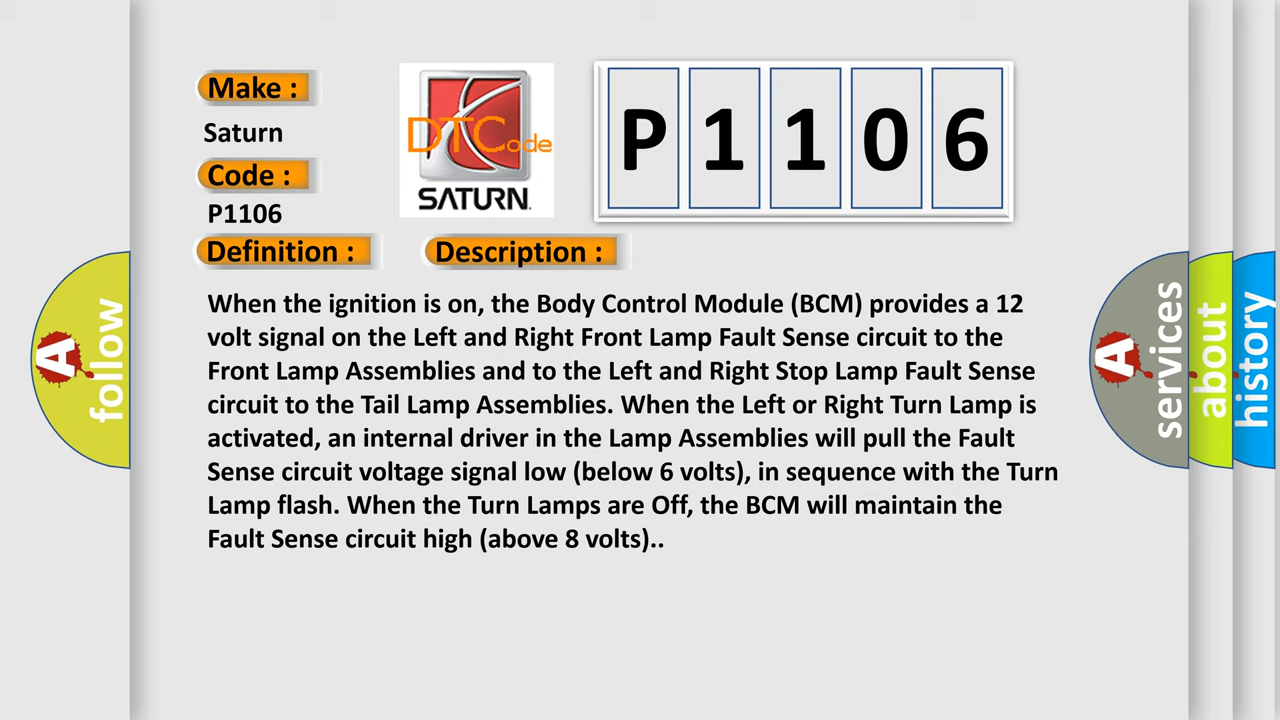 Make :
Saturn
Code :
P1106
Definition :
Description :
DTCode
SATURN.
P1106
When the ignition is on, the Body Control Module (BCM) provides a 12
volt signal on the Left and Right Front Lamp Fault Sense circuit to the
Front Lamp Assemblies and to the Left and Right Stop Lamp Fault Sense
circuit to the Tail Lamp Assemblies. When the Left or Right Turn Lamp is
activated, an internal driver in the Lamp Assemblies will pull the Fault
Sense circuit voltage signal low (below 6 volts), in sequence with the Turn
Lamp flash. When the Turn Lamps are Off, the BCM will maintain the
Fault Sense circuit high (above 8 volts)..
A
follow
A
services
about
history